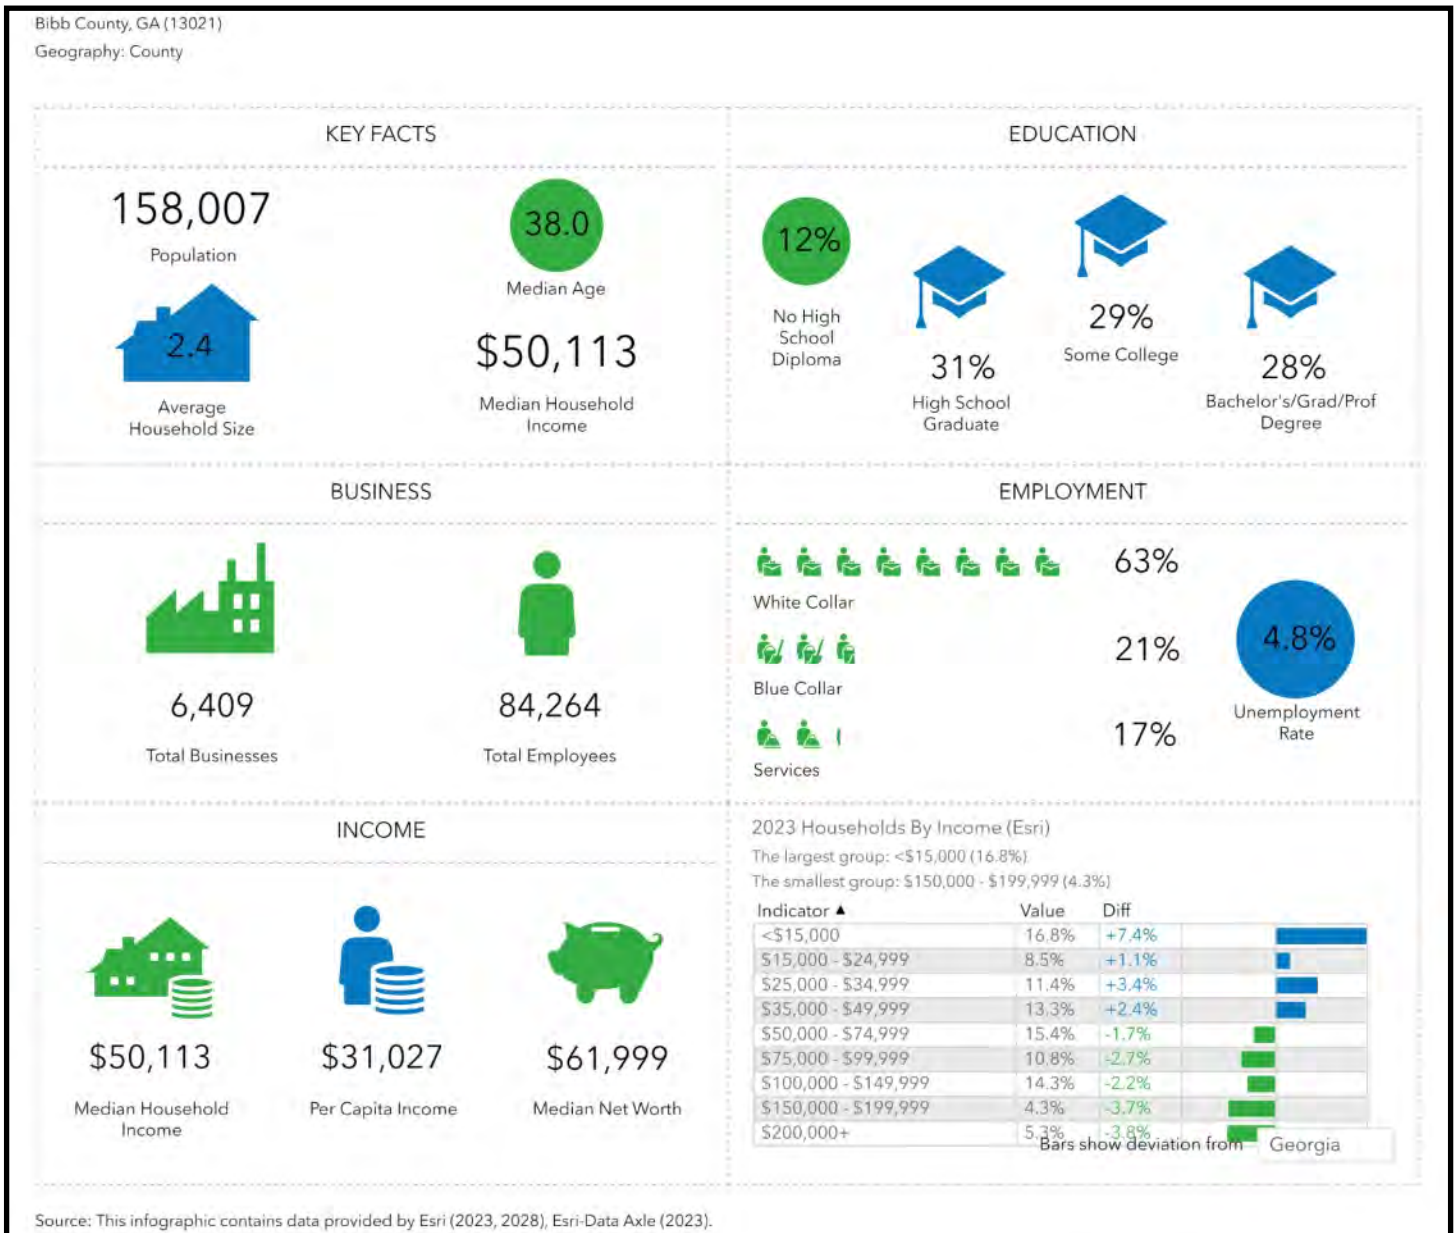 Bibb County, GA (13021)
Geography: County
KEY FACTS
158,007
Population
38.0
Median Age
2.4
Average
Household Size
$50,113
Median Household
Income
EDUCATION
12%
No High
School
Diploma
31%
High School
Graduate
29%
Some College
28%
Bachelor's/Grad/Prof
Degree
BUSINESS
6,409
Total Businesses
84,264
Total Employees
EMPLOYMENT
63%
White Collar
21%
Blue Collar
17%
Services
4.8%
Unemployment
Rate
INCOME
$50,113
Median Household
Income
$31,027
Per Capita Income
$61,999
Median Net Worth
2023 Households By Income (Esri)
The largest group: <$15,000 (16.8%)
The smallest group: $150,000 - $199,999 (4.3%)
Indicator ▲ Value Diff
<$15,000 16.8% +7.4%
$15,000 - $24,999 8.5% +1.1%
$25,000 - $34,999 11.4% +3.4%
$35,000 - $49,999 13.3% +2.4%
$50,000 - $74,999 15.4% -1.7%
$75,000 - $99,999 10.8% -2.7%
$100,000 - $149,999 14.3% -2.2%
$150,000 - $199,999 4.3% -3.7%
$200,000+ 5.3% -3.8%
Bars show deviation from Georgia
Source: This infographic contains data provided by Esri (2023, 2028), Esri-Data Axle (2023).